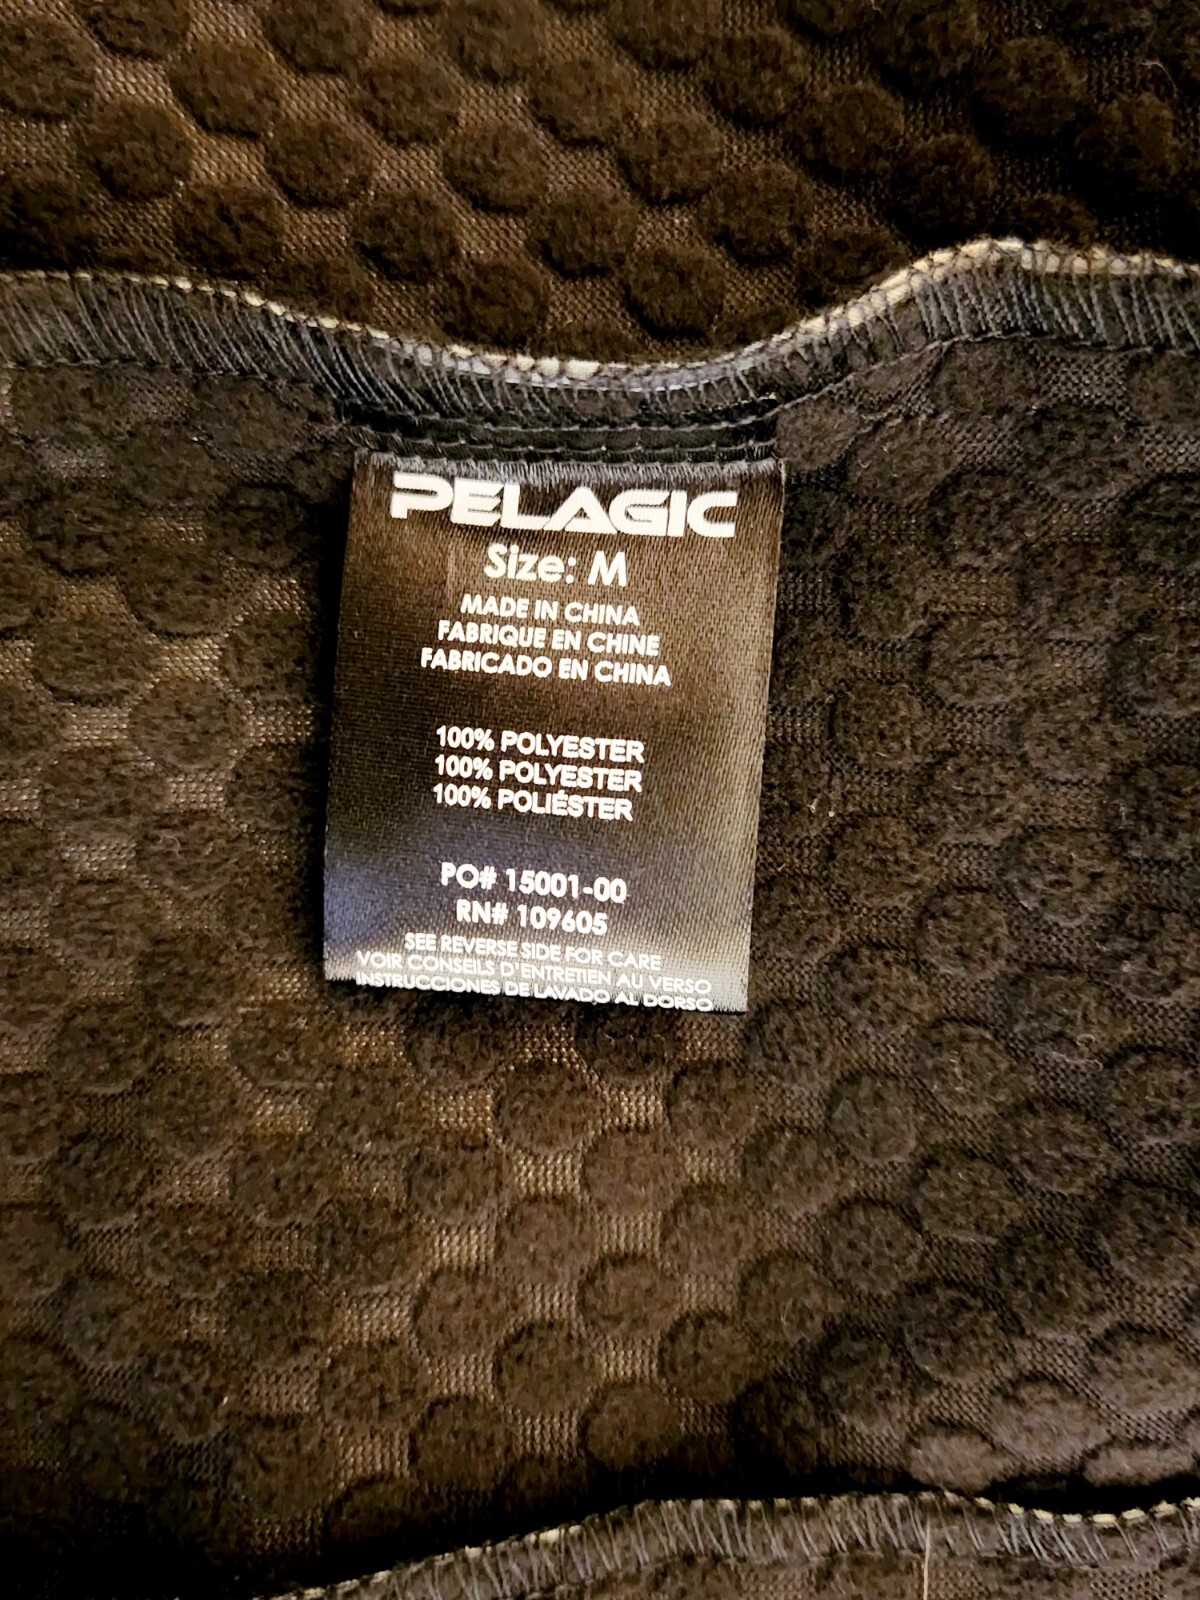 PELAGIC
Size: M
MADE IN CHINA
FABRIQUE EN CHINE
FABRICADO EN CHINA
100% POLYESTER
100% POLYESTER
100% POLIÉSTER
PO# 15001-00
RN# 109605
SEE REVERSE SIDE FOR CARE
VOIR CONSEILS D'ENTRETIEN AU VERSO
INSTRUCCIONES DE LAVADO AL DORSO